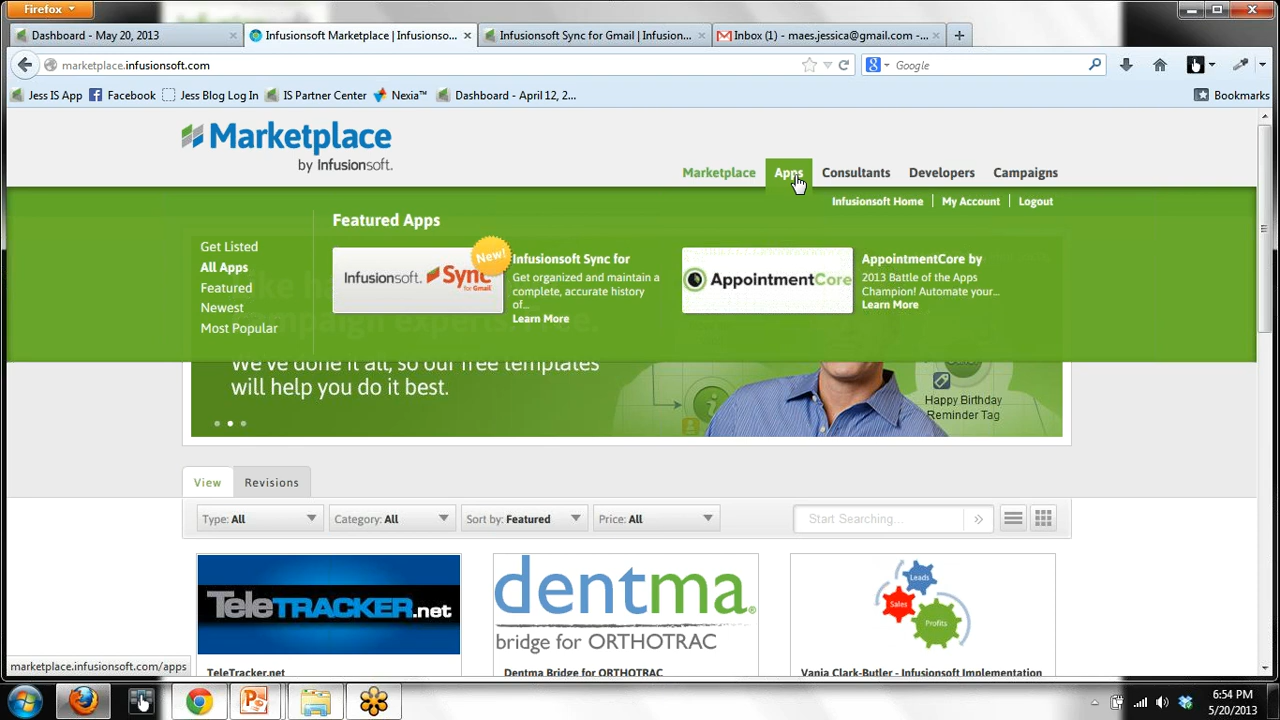 Firefox
Dashboard - May 20, 2013
Infusionsoft Marketplace | Infusionso...
Infusionsoft Sync for Gmail | Infusion...
Inbox (1) - maes.jessica@gmail.com -...
marketplace.infusionsoft.com
Google
Jess IS App
Facebook
Jess Blog Log In
IS Partner Center
Nexia™
Dashboard - April 12, 2...
Bookmarks
Marketplace
by Infusionsoft.
Marketplace
Apps
Consultants
Developers
Campaigns
Infusionsoft Home
My Account
Logout
Featured Apps
Get Listed
All Apps
Featured
Newest
Most Popular
Infusionsoft. Sync for Gmail
New!
Infusionsoft Sync for
Get organized and maintain a
complete, accurate history
of...
Learn More
AppointmentCore
AppointmentCore by
2013 Battle of the Apps
Champion! Automate your...
Learn More
campaign experts. Free.
We've done it all, so our free templates
will help you do it best.
Happy Birthday
Reminder Tag
View
Revisions
Type: All
Category: All
Sort by: Featured
Price: All
Start Searching...
TeleTRACKER.net
dentma.®
bridge for ORTHOTRAC
Leads
Sales
Profits
TeleTracker.net
Dentma Bridge for ORTHOTRAC
Vania Clark-Butler - Infusionsoft Implementation
marketplace.infusionsoft.com/apps
6:54 PM
5/20/2013